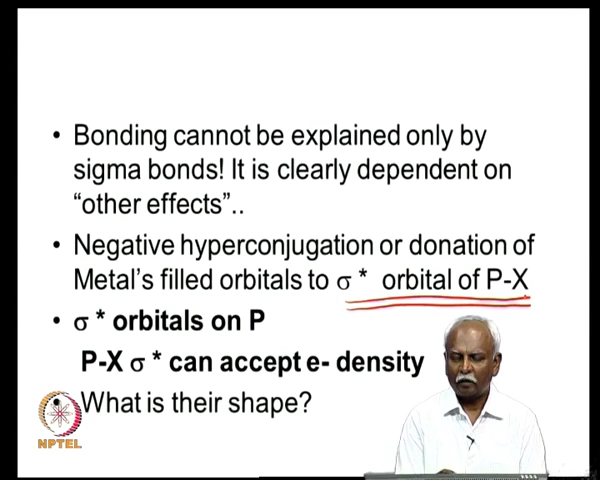 • Bonding cannot be explained only by
sigma bonds! It is clearly dependent on
“other effects”..
• Negative hyperconjugation or donation of
Metal's filled orbitals to σ * orbital of P-X
• σ * orbitals on P
P-X σ * can accept e- density
What is their shape?
NPTEL